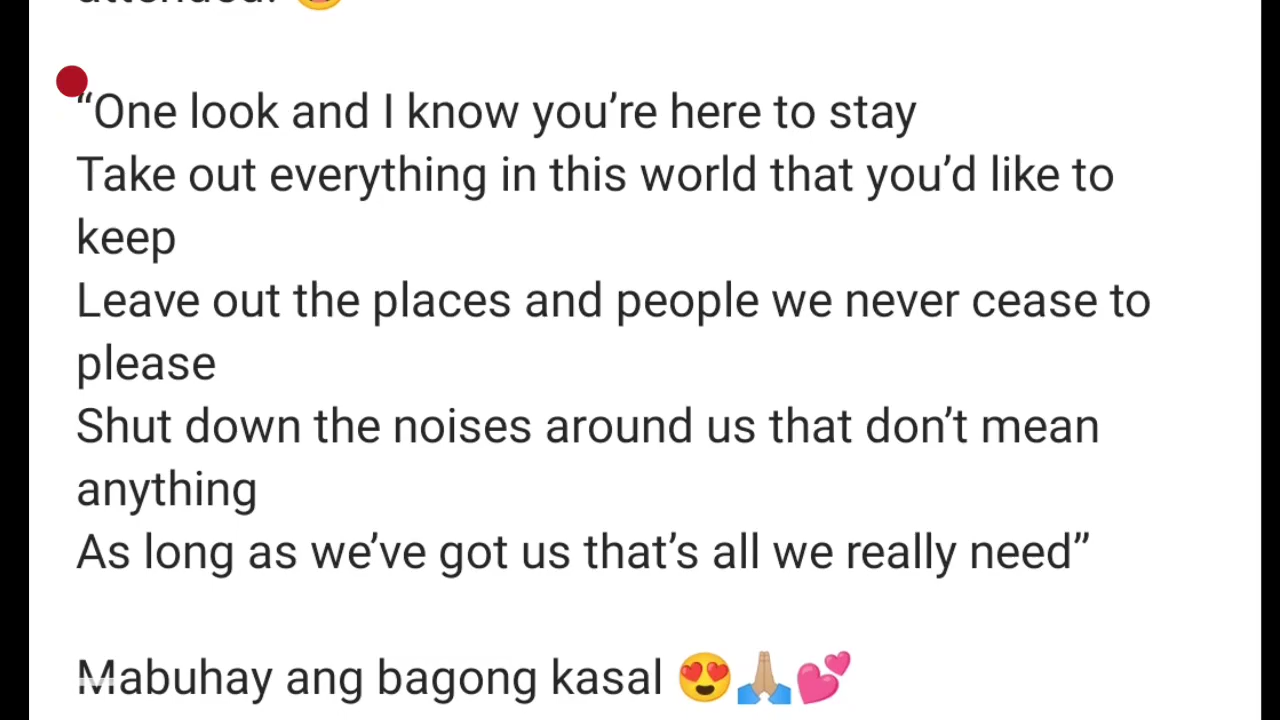 attended! 
“One look and I know you’re here to stay
Take out everything in this world that you’d like to
keep
Leave out the places and people we never cease to
please
Shut down the noises around us that don’t mean
anything
As long as we’ve got us that’s all we really need”
Mabuhay ang bagong kasal 😍🙏🏼💕